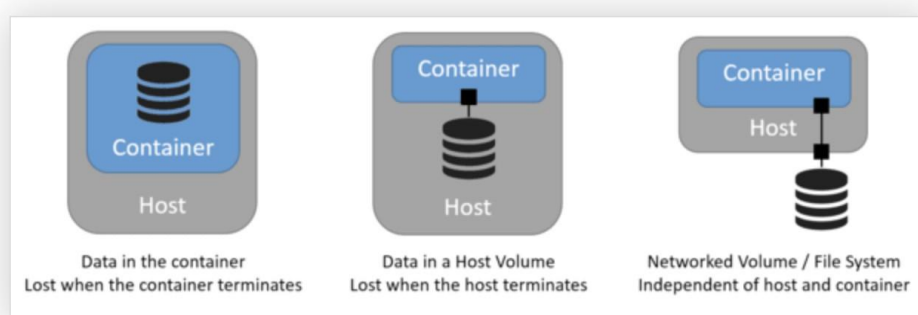 Container
Host
Data in the container
Lost when the container terminates
Container
Host
Data in a Host Volume
Lost when the host terminates
Container
Host
Networked Volume / File System
Independent of host and container